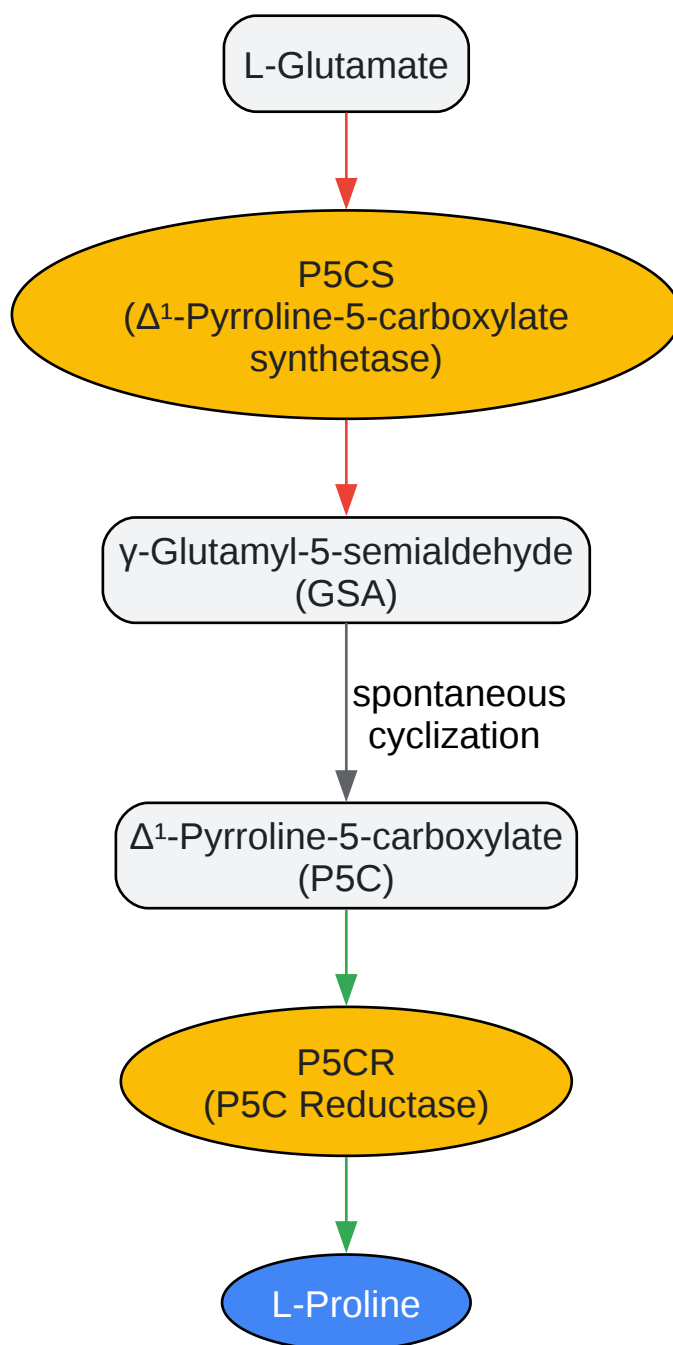 L-Glutamate
P5CS
(Δ¹-Pyrroline-5-carboxylate
synthetase)
γ-Glutamyl-5-semialdehyde
(GSA)
spontaneous
cyclization
Δ¹-Pyrroline-5-carboxylate
(P5C)
P5CR
(P5C Reductase)
L-Proline